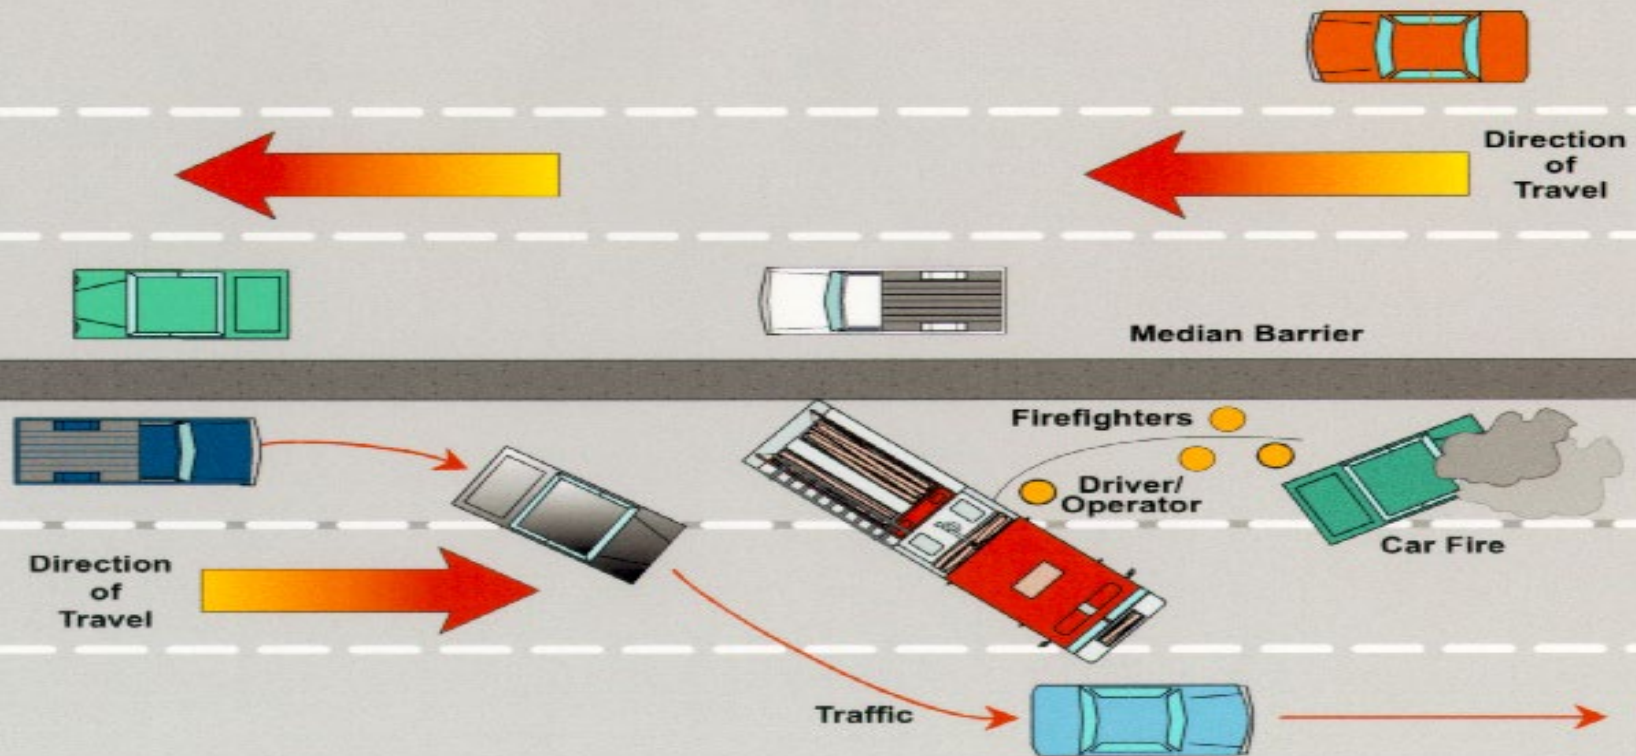 Direction
of
Travel
Median Barrier
Firefighters
Driver/
Operator
Car Fire
Direction
of
Travel
Traffic